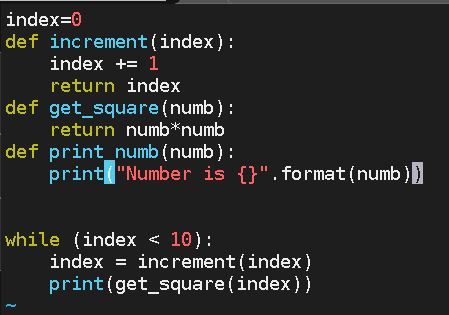 index=0
def increment(index):
    index += 1
    return index
def get_square(numb):
    return numb*numb
def print_numb(numb):
    print("Number is {}".format(numb))
while (index < 10):
    index = increment(index)
    print(get_square(index))
~